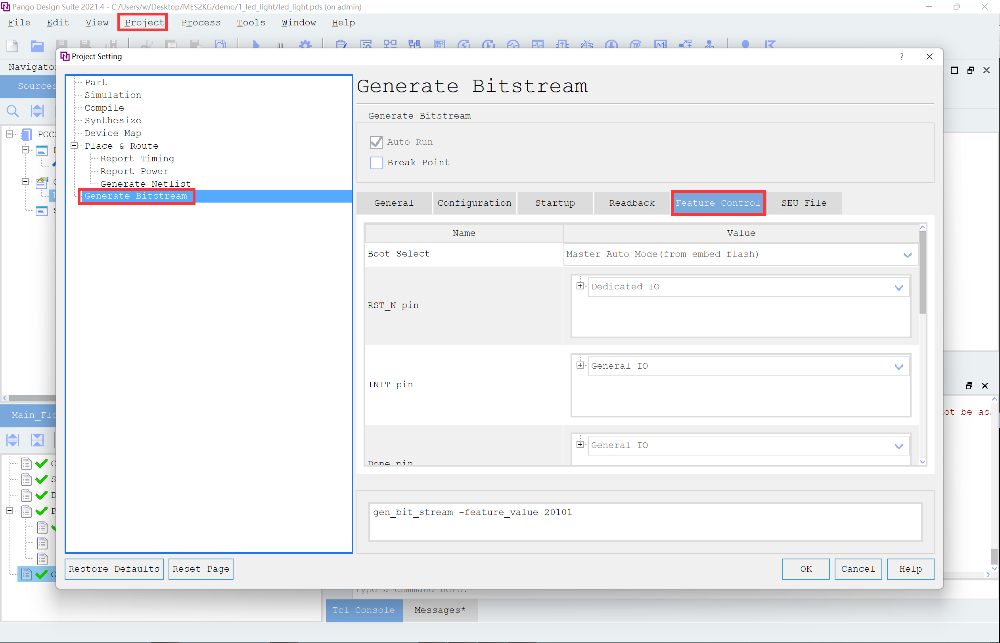 Pango Design Suite 2021.4 - C:/Users/w/Desktop/MES2KG/demo/1_led_light/led_light.pds (on admin)
File Edit View Project Process Tools Window Help
Project Setting
Sources
Part
Simulation
Compile
Synthesize
Device Map
Place & Route
Report Timing
Report Power
Generate Netlist
Generate Bitstream
Generate Bitstream
Generate Bitstream
Auto Run
Break Point
General Configuration Startup Readback Feature Control SEU File
Name Value
Boot Select Master Auto Mode(from embed flash)
RST_N pin Dedicated IO
INIT pin General IO
Done pin General IO
gen_bit_stream -feature_value 20101
Restore Defaults Reset Page OK Cancel Help
ot be
Type a command here.
Tcl Console Messages*